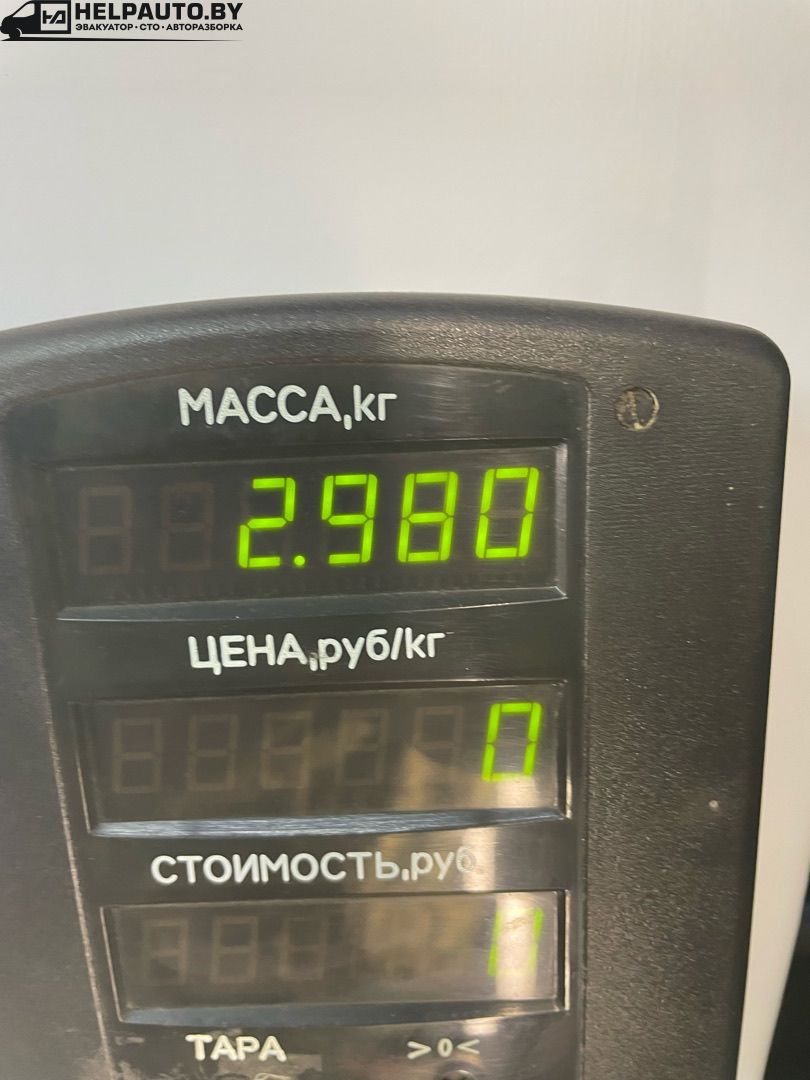 HELPAUTO.BY
ЭВАКУАТОР·СТО·АВТОРАЗБОРКА
МАССА,кг
2.980
ЦЕНА,руб/кг
0
СТОИМОСТЬ,руб
0
ТАРА >0<